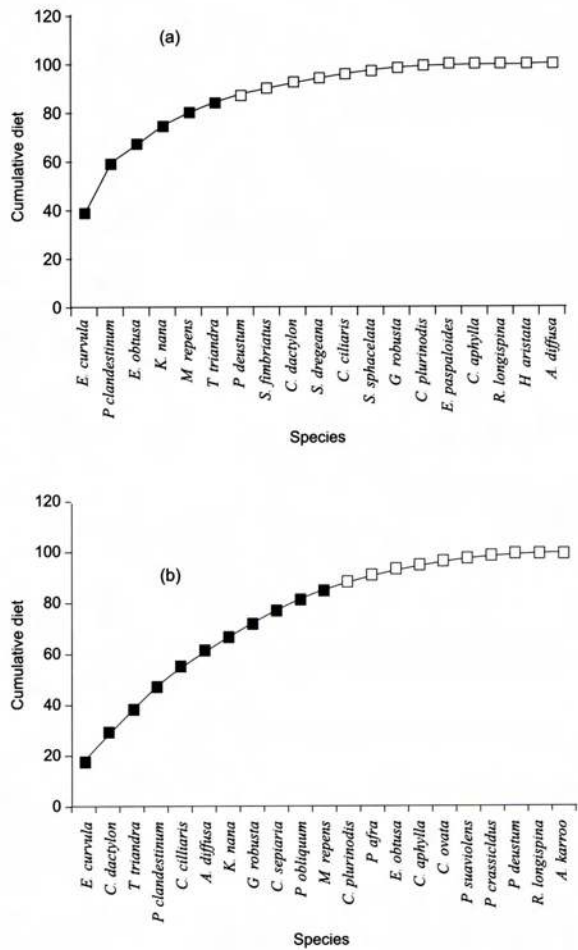 120
(a)
100
80
60
40
20
0
Cumulative diet
E. curvula
P clandestinum
E. obtusa
K. nana
M repens
T triandra
P deustum
S. fimbriatus
C. dactylon
S. dregeana
C. ciliaris
S. sphacelata
G robusta
C plurinodis
E. paspaloides
C. aphylla
R. longispina
H aristata
A. diffusa
Species
120
(b)
100
80
60
40
20
0
Cumulative diet
E curvula
C. dactylon
T triandra
P clandestinum
C. cilliaris
A. diffusa
K. nana
G robusta
C. sepiaria
P obliquum
M repens
C. plurinodis
P afra
E. obtusa
C. aphylla
C ovata
P suaviolens
P crassicldus
P deustum
R. longispina
A. karroo
Species